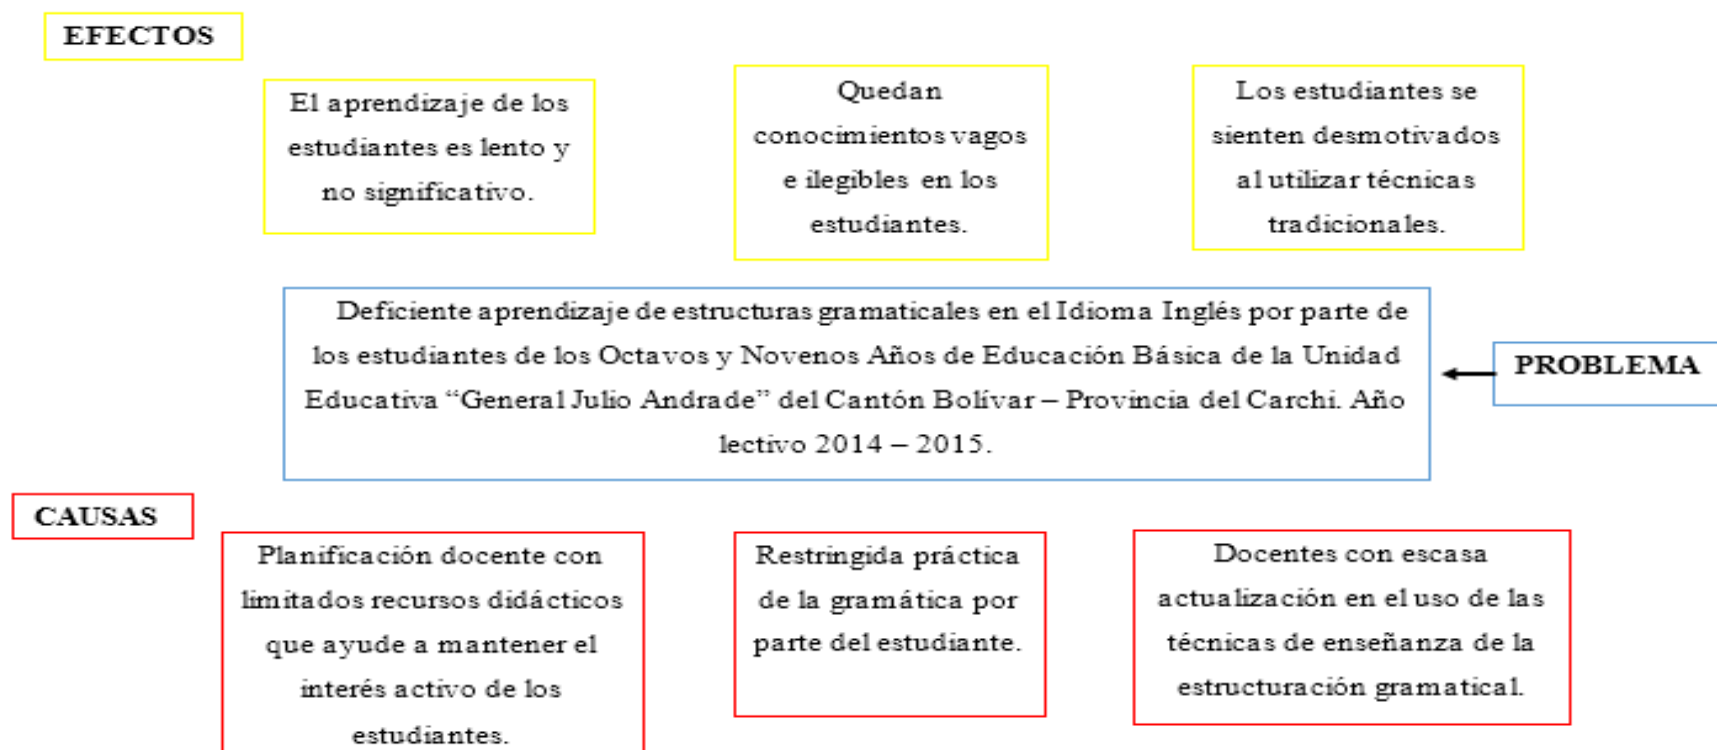 EFECTOS
El aprendizaje de los
estudiantes es lento y
no significativo.
Quedan
conocimientos vagos
e ilegibles en los
estudiantes.
Los estudiantes se
sienten desmotivados
al utilizar técnicas
tradicionales.
Deficiente aprendizaje de estructuras gramaticales en el Idioma Inglés por parte de
los estudiantes de los Octavos y Novenos Años de Educación Básica de la Unidad
Educativa “General Julio Andrade” del Cantón Bolívar – Provincia del Carchi. Año
lectivo 2014 – 2015.
PROBLEMA
CAUSAS
Planificación docente con
limitados recursos didácticos
que ayude a mantener el
interés activo de los
estudiantes.
Restringida práctica
de la gramática por
parte del estudiante.
Docentes con escasa
actualización en el uso de las
técnicas de enseñanza de la
estructuración gramatical.